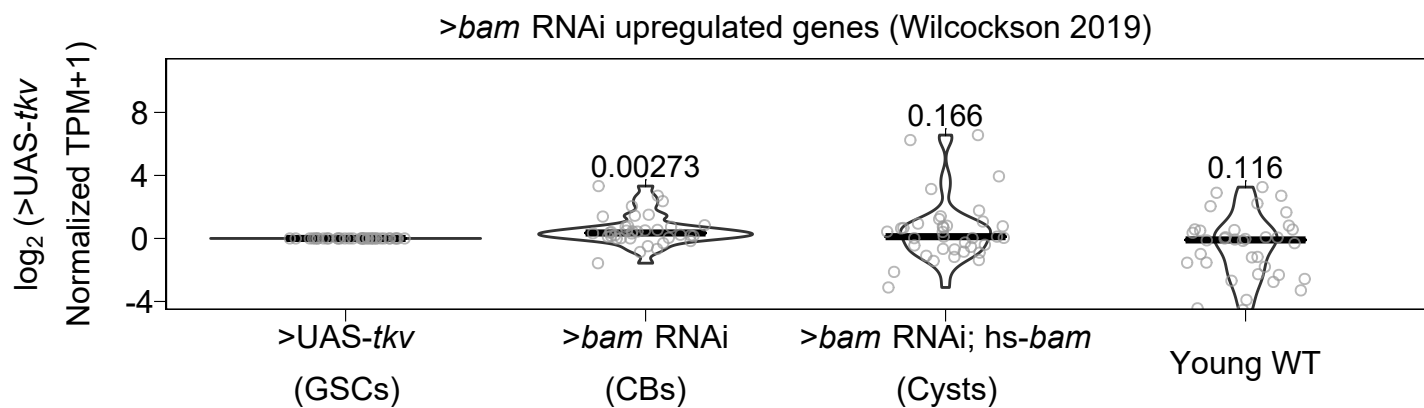 >bam RNAi upregulated genes (Wilcockson 2019)
log2 (>UAS-tkv
Normalized TPM+1)
8
4
0
-4
0.00273
0.166
0.116
>UAS-tkv
(GSCs)
>bam RNAi
(CBs)
>bam RNAi; hs-bam
(Cysts)
Young WT